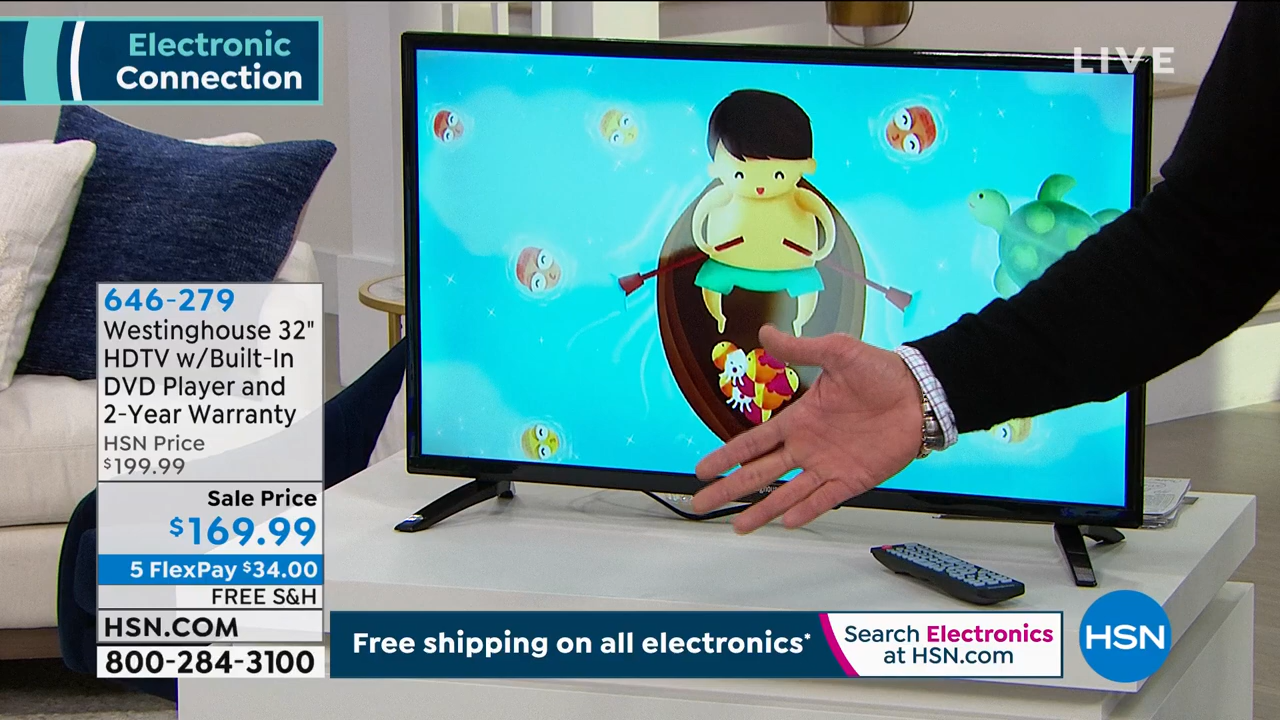 Electronic
Connection
LIVE
646-279
Westinghouse 32"
HDTV w/Built-In
DVD Player and
2-Year Warranty
HSN Price
$199.99
Sale Price
$169.99
5 FlexPay $34.00
FREE S&H
HSN.COM
800-284-3100
Free shipping on all electronics*
Search Electronics
at HSN.com
HSN